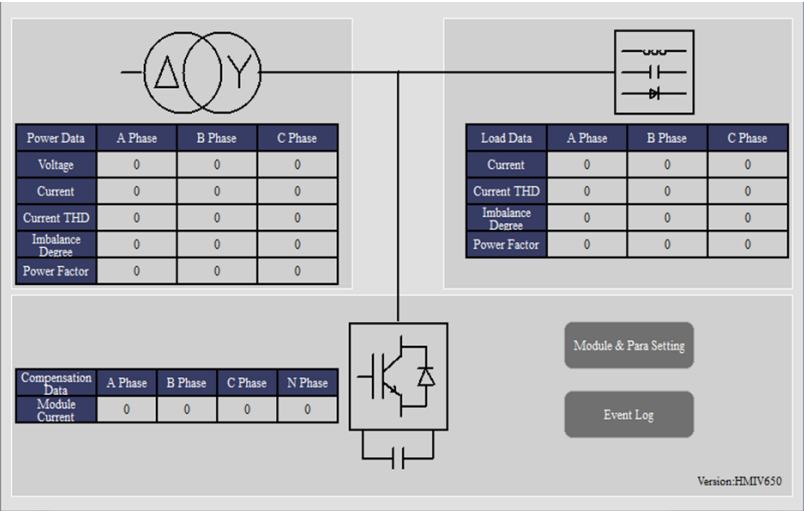 Power Data A Phase B Phase C Phase
Voltage 0 0 0
Current 0 0 0
Current THD 0 0 0
Imbalance
Degree 0 0 0
Power Factor 0 0 0
Load Data A Phase B Phase C Phase
Current 0 0 0
Current THD 0 0 0
Imbalance
Degree 0 0 0
Power Factor 0 0 0
Compensation
Data A Phase B Phase C Phase N Phase
Module
Current 0 0 0 0
Module & Para Setting
Event Log
Version:HMIV650